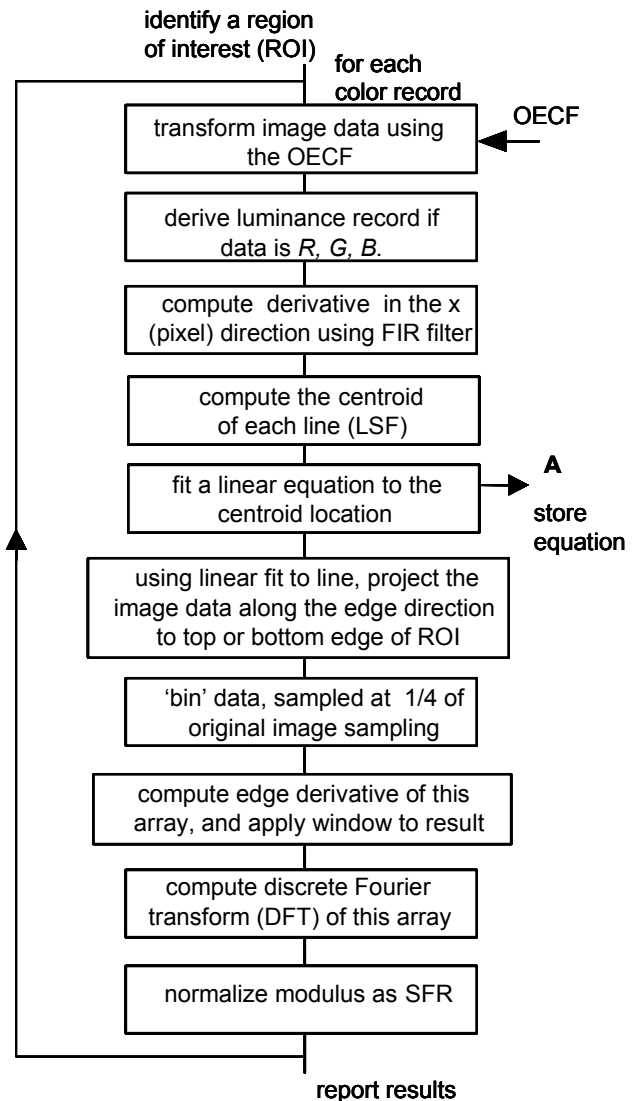 identify a region
of interest (ROI)
for each
color record
OECF
transform image data using
the OECF
derive luminance record if
data is R, G, B.
compute derivative in the x
(pixel) direction using FIR filter
compute the centroid
of each line (LSF)
fit a linear equation to the
centroid location
A
store
equation
using linear fit to line, project the
image data along the edge direction
to top or bottom edge of ROI
‘bin’ data, sampled at 1/4 of
original image sampling
compute edge derivative of this
array, and apply window to result
compute discrete Fourier
transform (DFT) of this array
normalize modulus as SFR
report results